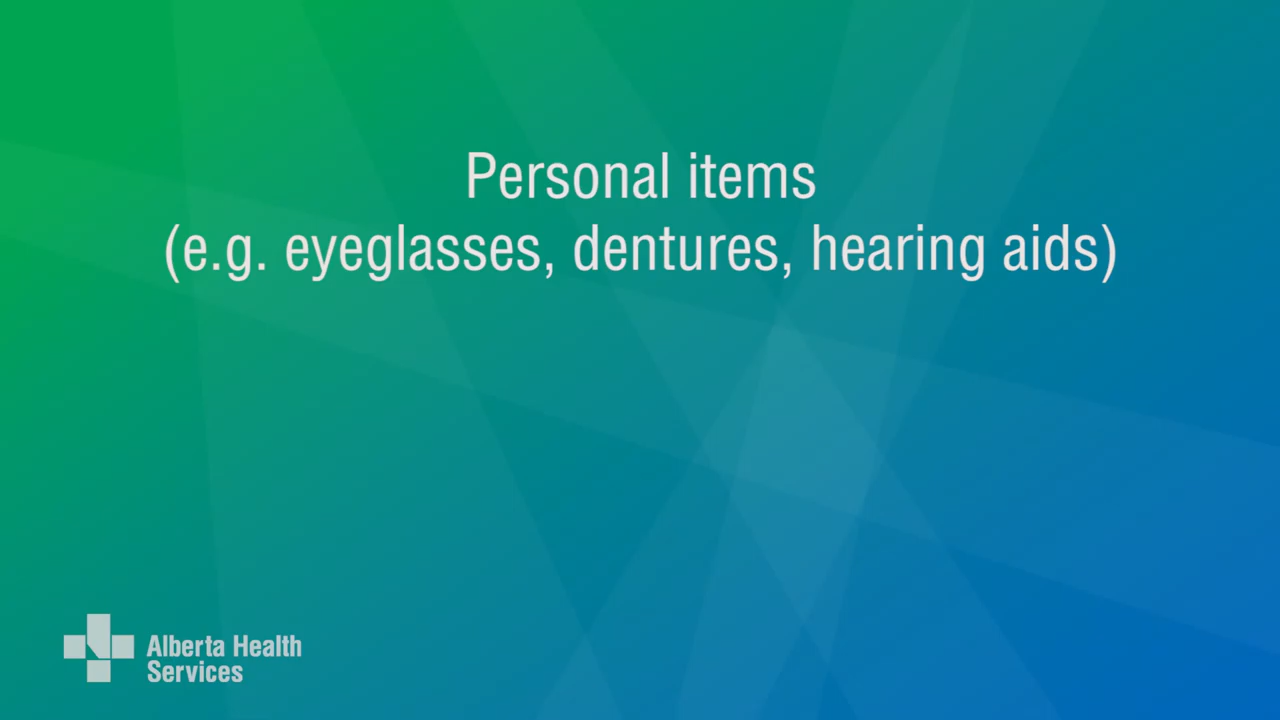 Personal items
(e.g. eyeglasses, dentures, hearing aids)
Alberta Health
Services